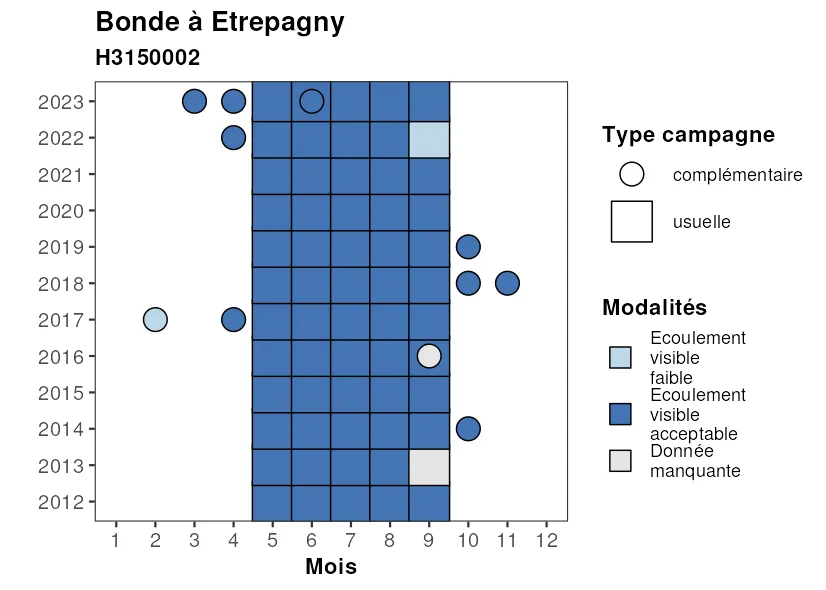 Bonde à Etrepagny
H3150002
2023
2022
2021
2020
2019
2018
2017
2016
2015
2014
2013
2012
1 2 3 4 5 6 7 8 9 10 11 12
Mois
Type campagne
complémentaire
usuelle
Modalités
Ecoulement
visible
faible
Ecoulement
visible
acceptable
Donnée
manquante